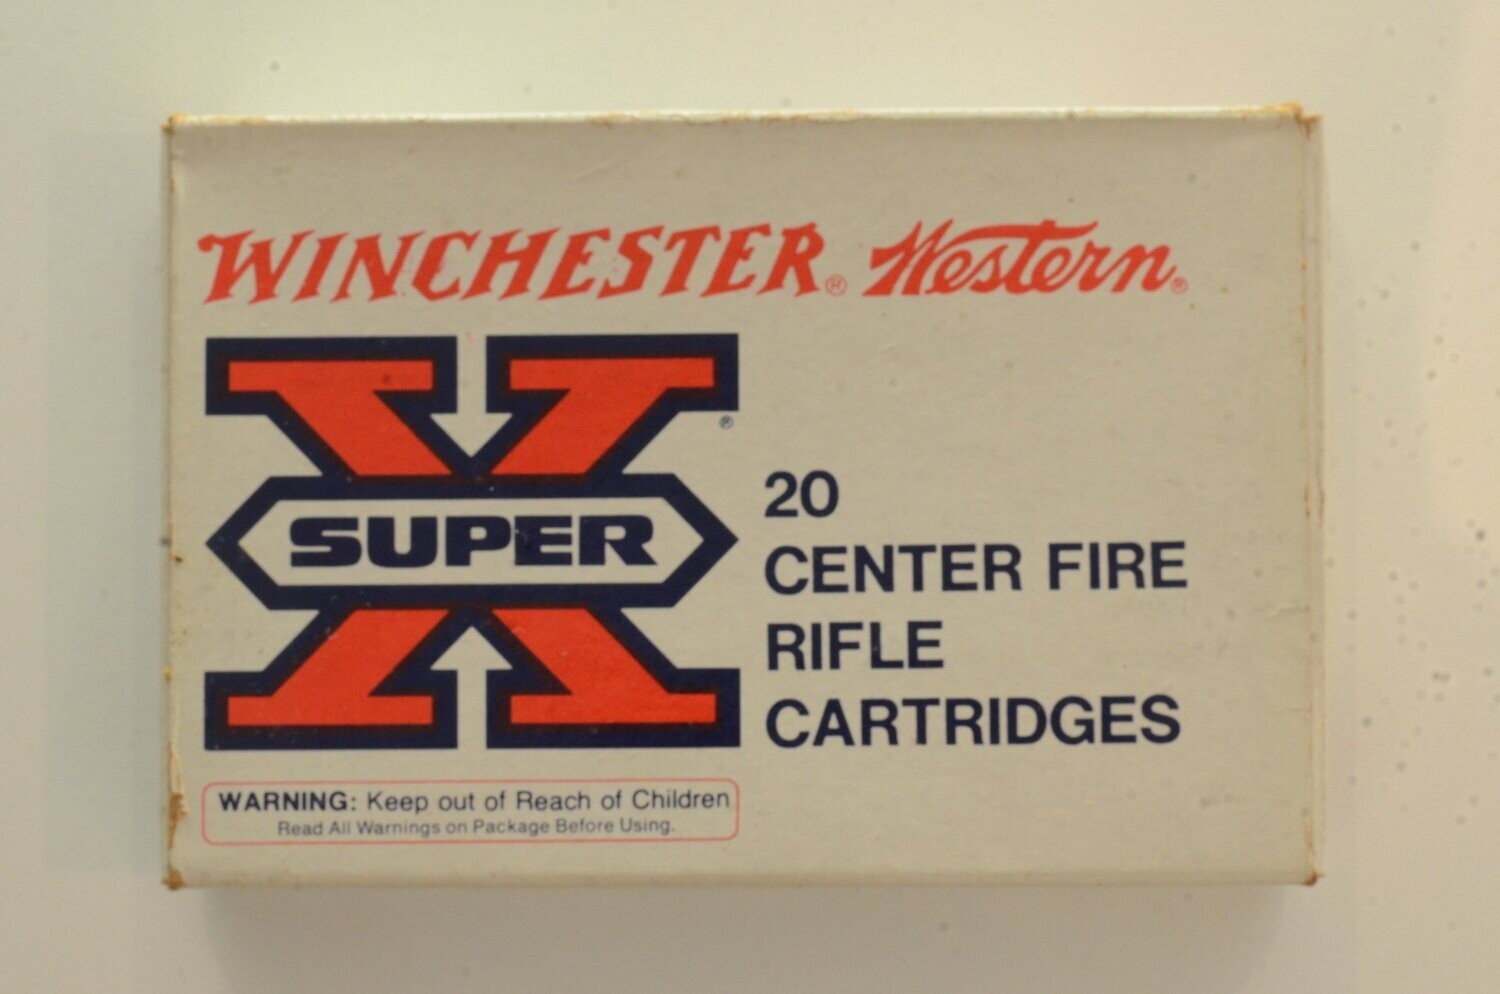 WINCHESTER® Western®
®
SUPER X
20
CENTER FIRE
RIFLE
CARTRIDGES
WARNING: Keep out of Reach of Children
Read All Warnings on Package Before Using.